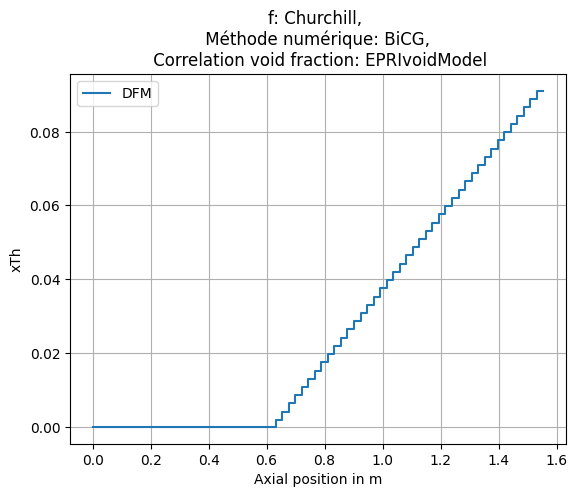 f: Churchill,
Méthode numérique: BiCG,
Correlation void fraction: EPRIvoidModel
DFM
0.08
0.06
0.04
0.02
0.00
xTh
0.0 0.2 0.4 0.6 0.8 1.0 1.2 1.4 1.6
Axial position in m